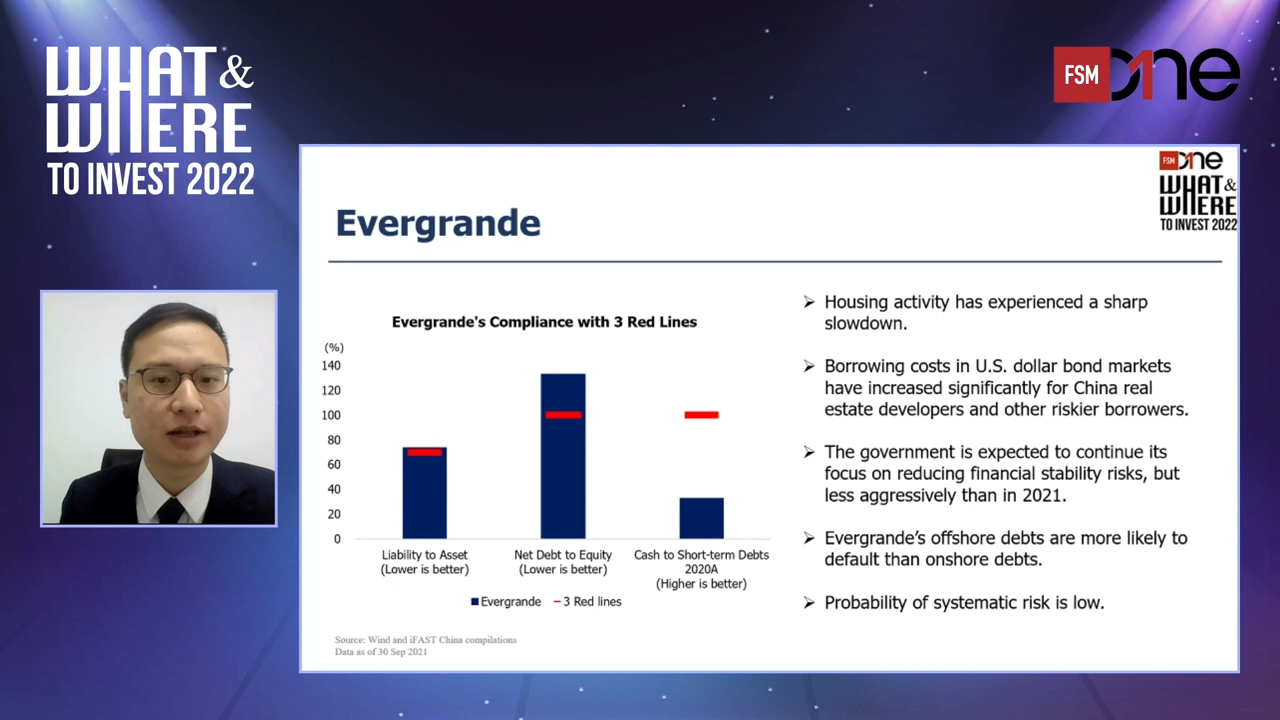 WHAT &
WHERE
TO INVEST 2022
FSM One
FSM One
WHAT &
WHERE
TO INVEST 2022
Evergrande
Evergrande's Compliance with 3 Red Lines
(%)
140
120
100
80
60
40
20
0
Liability to Asset
(Lower is better)
Net Debt to Equity
(Lower is better)
Cash to Short-term Debts
2020A
(Higher is better)
Evergrande
3 Red lines
Source: Wind and iFAST China compilations
Data as of 30 Sep 2021
➢ Housing activity has experienced a sharp
slowdown.
➢ Borrowing costs in U.S. dollar bond markets
have increased significantly for China real
estate developers and other riskier borrowers.
➢ The government is expected to continue its
focus on reducing financial stability risks, but
less aggressively than in 2021.
➢ Evergrande’s offshore debts are more likely to
default than onshore debts.
➢ Probability of systematic risk is low.